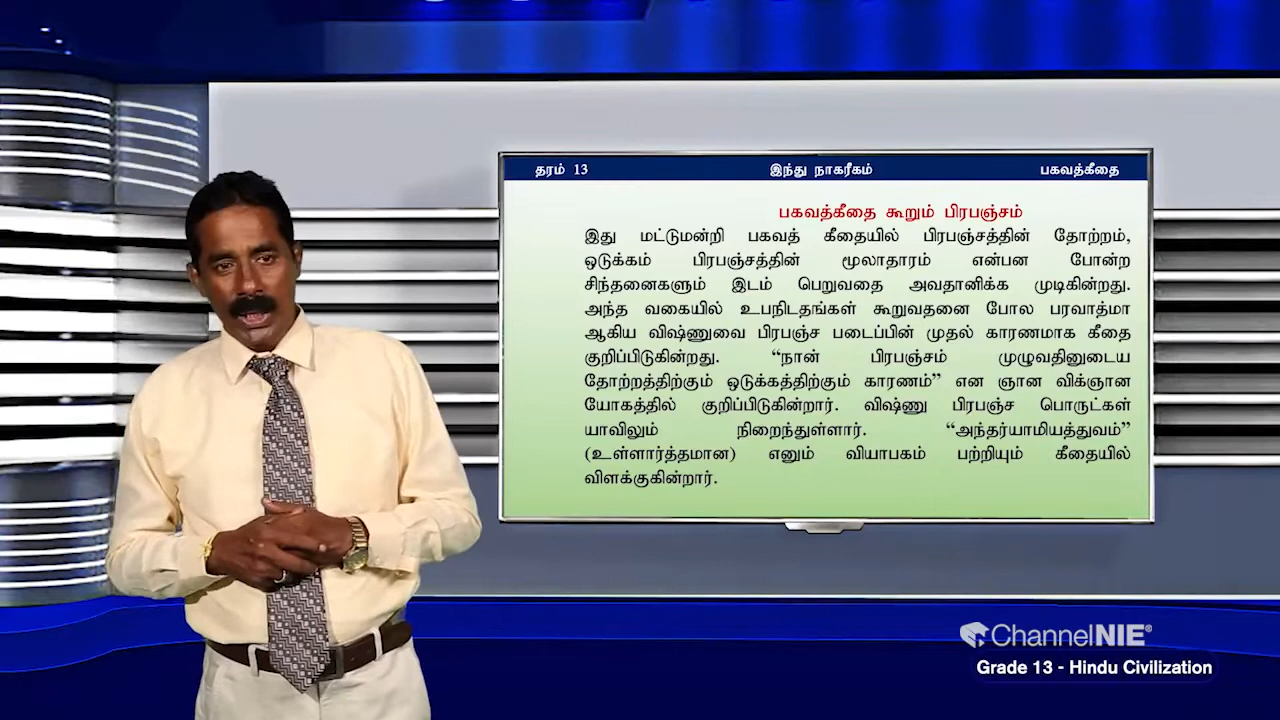 தரம் 13 இந்து நாகரீகம் பகவத்கீதை
பகவத்கீதை கூறும் பிரபஞ்சம்
இது மட்டுமன்றி பகவத் கீதையில் பிரபஞ்சத்தின் தோற்றம்,
ஒடுக்கம் பிரபஞ்சத்தின் மூலாதாரம் என்பன போன்ற
சிந்தனைகளும் இடம் பெறுவதை அவதானிக்க முடிகின்றது.
அந்த வகையில் உபநிடதங்கள் கூறுவதனை போல பரவாத்மா
ஆகிய விஷ்ணுவை பிரபஞ்ச படைப்பின் முதல் காரணமாக கீதை
குறிப்பிடுகின்றது. “நான் பிரபஞ்சம் முழுவதினுடைய
தோற்றத்திற்கும் ஒடுக்கத்திற்கும் காரணம்” என ஞான விக்ஞான
யோகத்தில் குறிப்பிடுகின்றார். விஷ்ணு பிரபஞ்ச பொருட்கள்
யாவிலும் நிறைந்துள்ளார். “அந்தர்யாமியத்துவம்”
(உள்ளார்த்தமான) எனும் வியாபகம் பற்றியும் கீதையில்
விளக்குகின்றார்.
ChannelNIE®
Grade 13 - Hindu Civilization